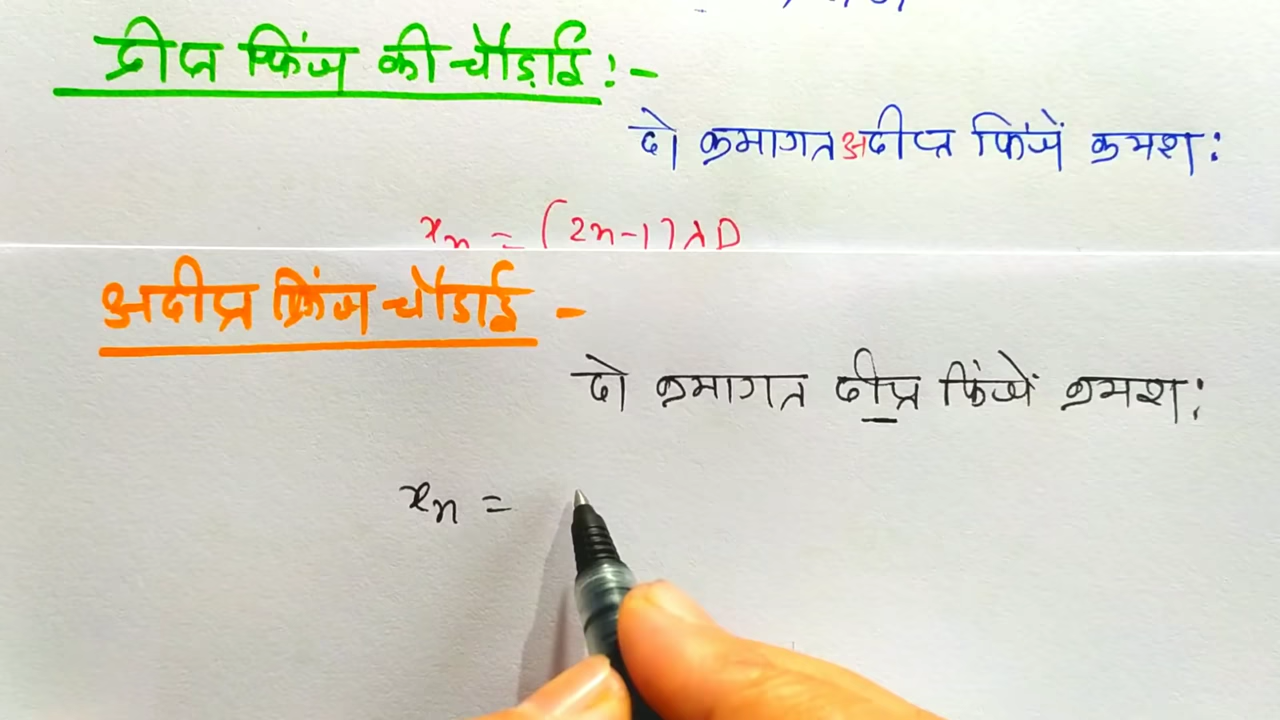 दीप्त फ्रिंज की चौड़ाई :-
दो क्रमागत अदीप्त फ्रिंजें क्रमश :
xn = (2n-1) λD
अदीप्त फ्रिंज चौडाई -
दो क्रमागत दीप्त फ्रिंजें क्रमश :
xn =